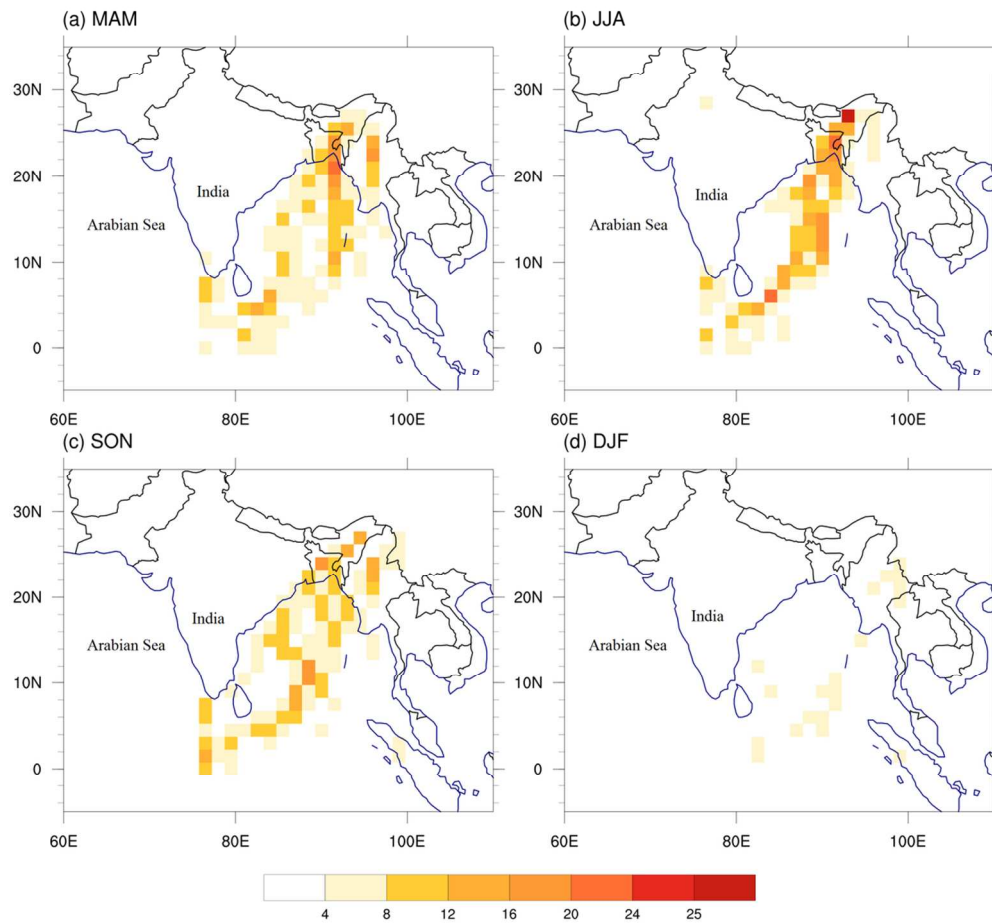 (a) MAM
(b) JJA
30N
20N
10N
0
India
Arabian Sea
60E 80E 100E
30N
20N
10N
0
India
Arabian Sea
60E 80E 100E
(c) SON
(d) DJF
30N
20N
10N
0
India
Arabian Sea
60E 80E 100E
30N
20N
10N
0
India
Arabian Sea
60E 80E 100E
4 8 12 16 20 24 25